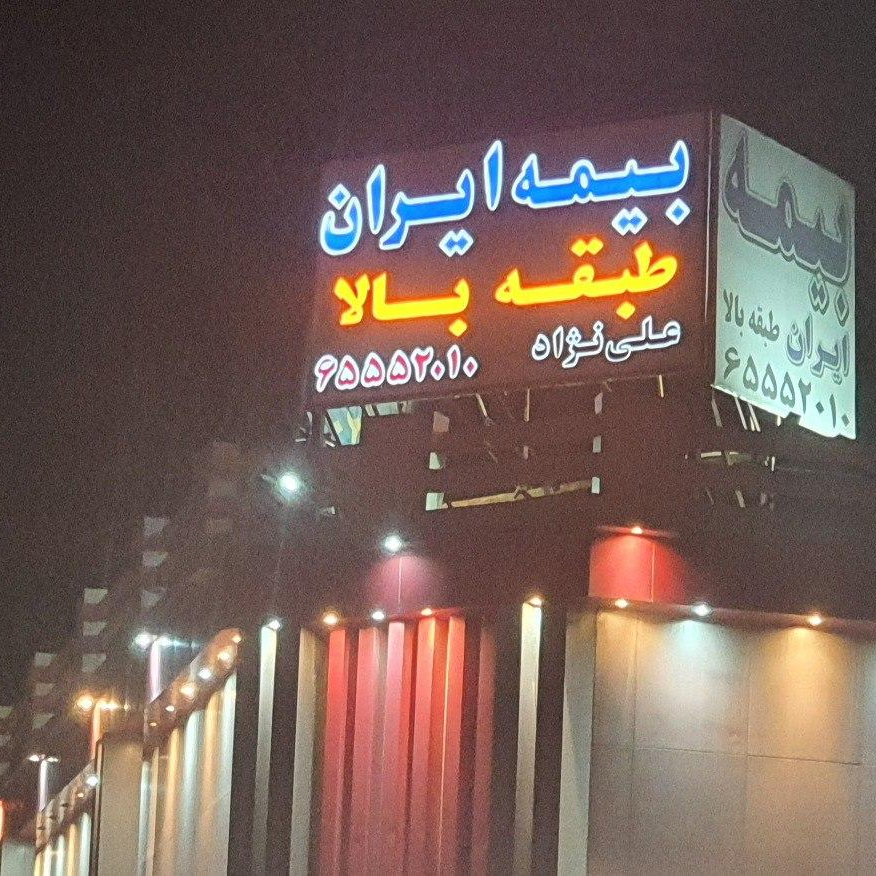 بیمه ایران
طبقه بالا
علی نژاد
۶۵۵۵۲۰۱۰
بیمه
ایران طبقه بالا
۶۵۵۵۲۰۱۰